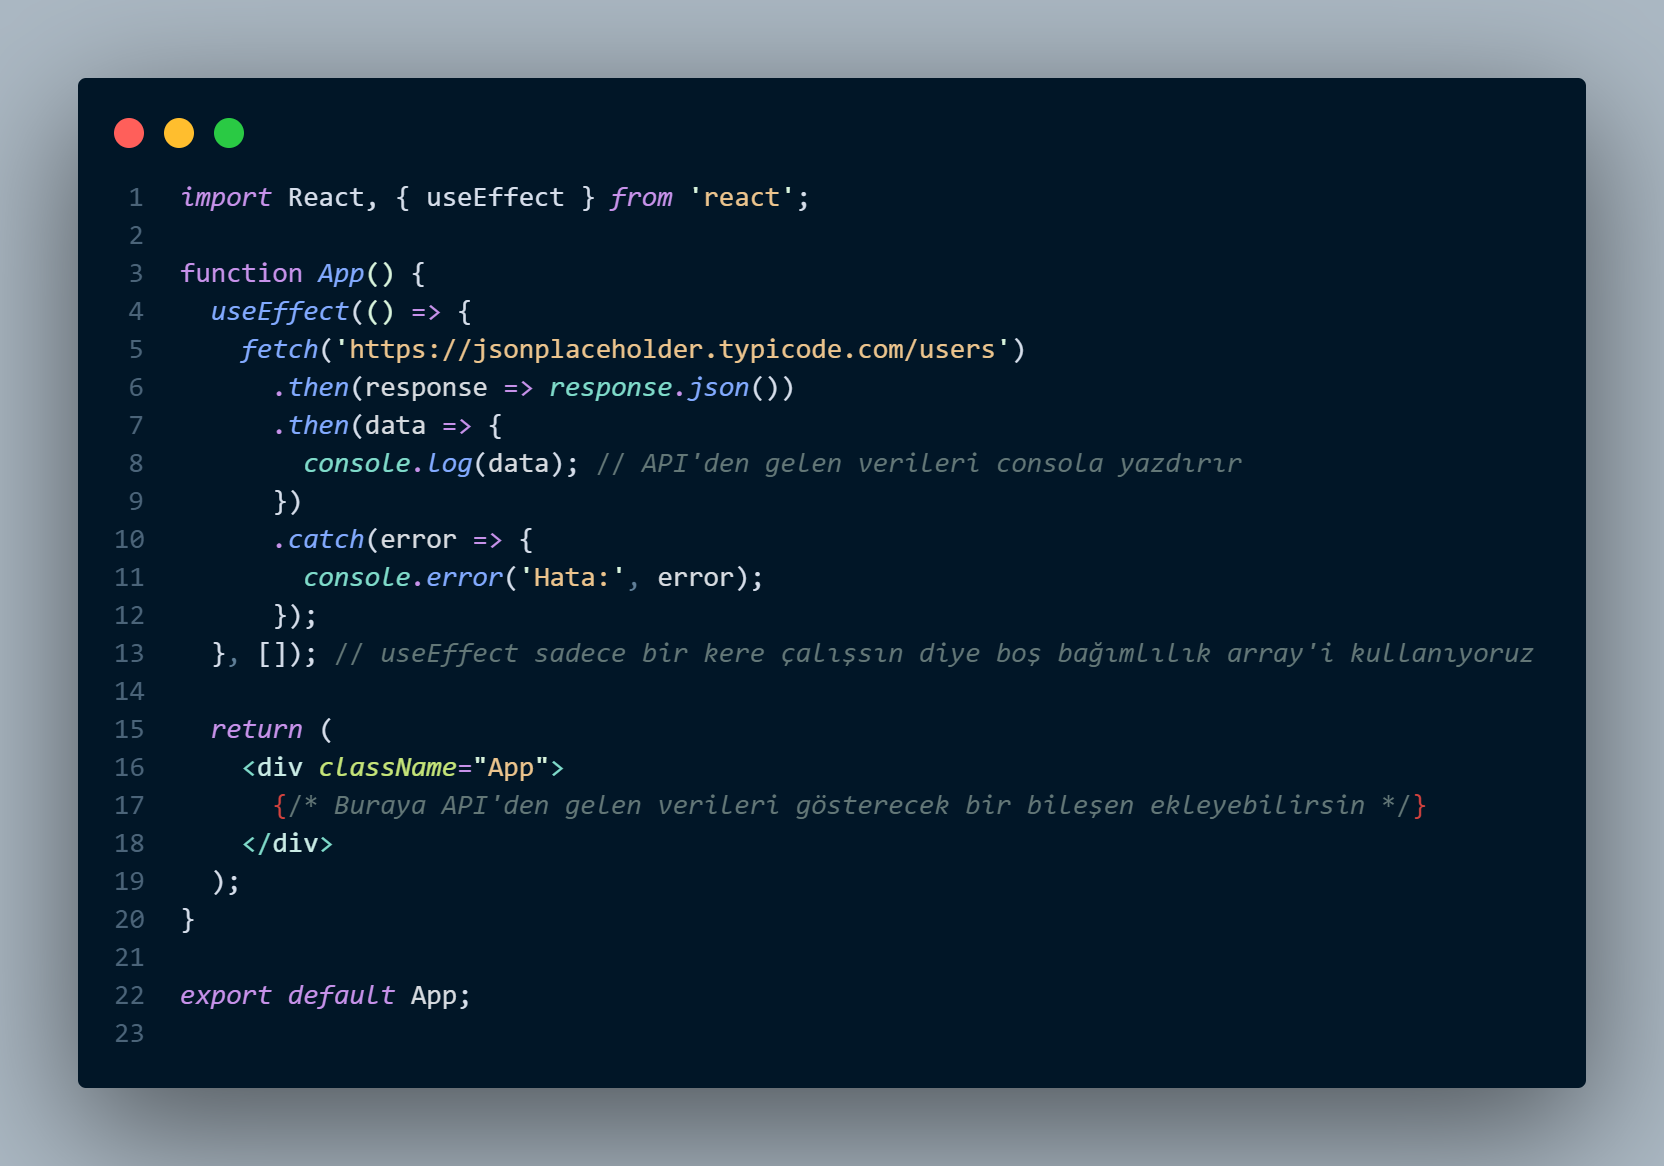 1 import React, { useEffect } from 'react';
2
3 function App() {
4   useEffect(() => {
5     fetch('https://jsonplaceholder.typicode.com/users')
6       .then(response => response.json())
7       .then(data => {
8         console.log(data); // API'den gelen verileri consola yazdırır
9       })
10       .catch(error => {
11         console.error('Hata:', error);
12       });
13   }, []); // useEffect sadece bir kere çalışsın diye boş bağımlılık array'i kullanıyoruz
14
15   return (
16     <div className="App">
17       {/* Buraya API'den gelen verileri gösterecek bir bileşen ekleyebilirsin */}
18     </div>
19   );
20 }
21
22 export default App;
23